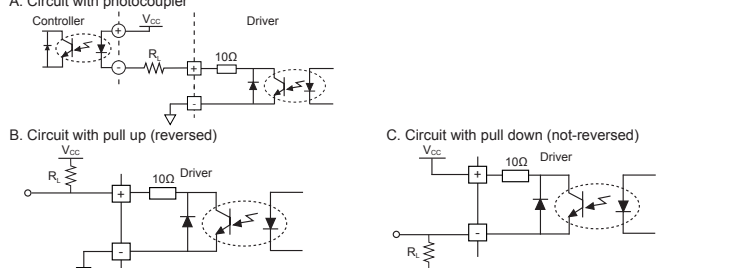 A. Circuit with photocoupler
Controller
Vcc
Driver
+
-
RL
10Ω
+
-
B. Circuit with pull up (reversed)
Vcc
RL
10Ω
Driver
+
-
C. Circuit with pull down (not-reversed)
Vcc
10Ω
Driver
+
-
RL